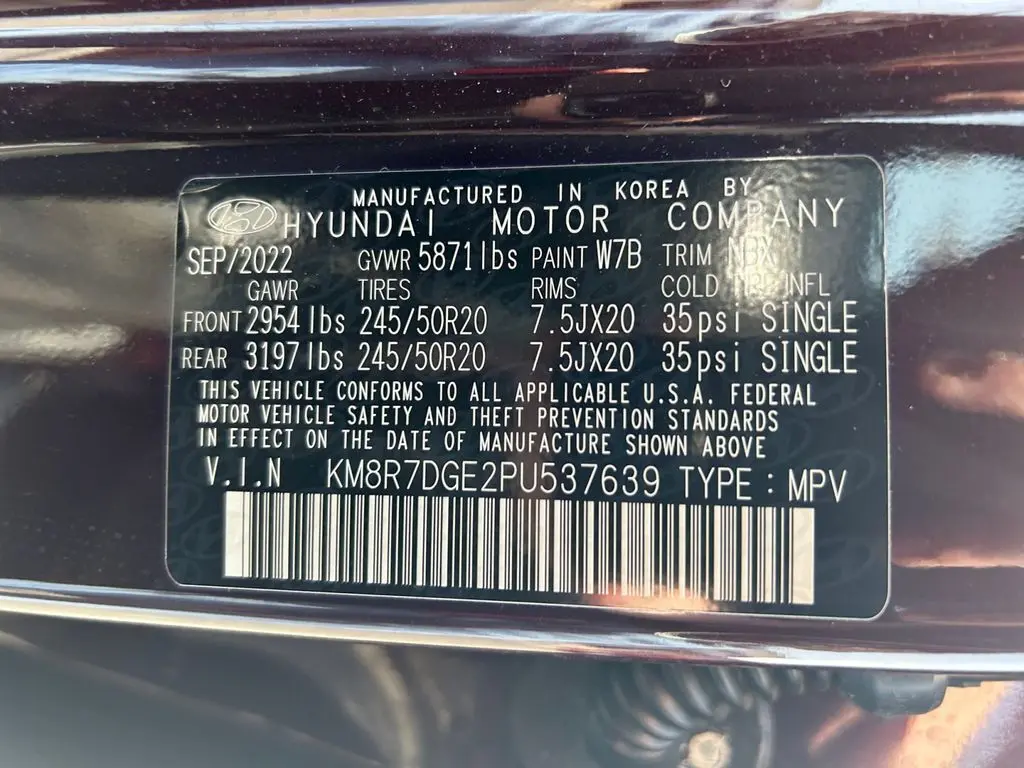 MANUFACTURED IN KOREA BY
HYUNDAI MOTOR COMPANY
SEP/2022 GVWR 5871lbs PAINT W7B TRIM NBX
GAWR TIRES RIMS COLD INFL
FRONT 2954lbs 245/50R20 7.5JX20 35psi SINGLE
REAR 3197lbs 245/50R20 7.5JX20 35psi SINGLE
THIS VEHICLE CONFORMS TO ALL APPLICABLE U.S.A. FEDERAL
MOTOR VEHICLE SAFETY AND THEFT PREVENTION STANDARDS
IN EFFECT ON THE DATE OF MANUFACTURE SHOWN ABOVE
V.I.N KM8R7DGE2PU537639 TYPE : MPV